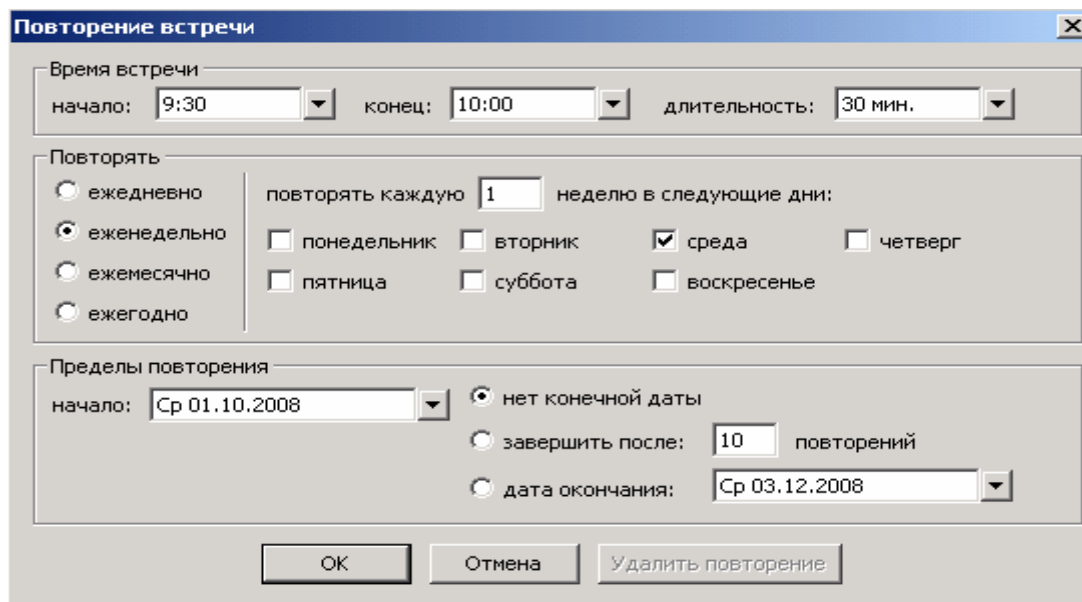 Повторение встречи
Время встречи
начало: 9:30 конец: 10:00 длительность: 30 мин.
Повторять
ежедневно
повторять каждую 1 неделю в следующие дни:
еженедельно
понедельник вторник среда четверг
ежемесячно
пятница суббота воскресенье
ежегодно
Пределы повторения
начало: Ср 01.10.2008
нет конечной даты
завершить после: 10 повторений
дата окончания: Ср 03.12.2008
OK Отмена Удалить повторение